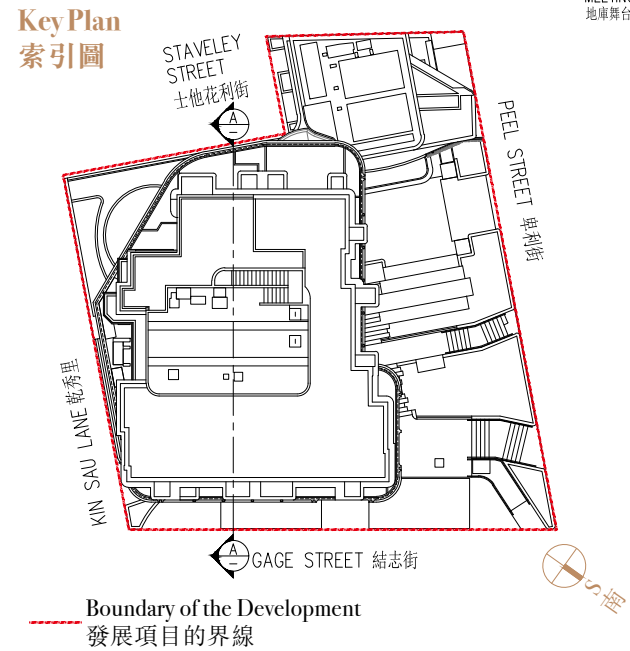 Key Plan
索引圖
MEETING
地庫舞台
STAVELEY
STREET
士他花利街
A
–
PEEL STREET 卑利街
KIN SAU LANE 乾秀里
A
–
GAGE STREET 結志街
S
南
Boundary of the Development
發展項目的界線